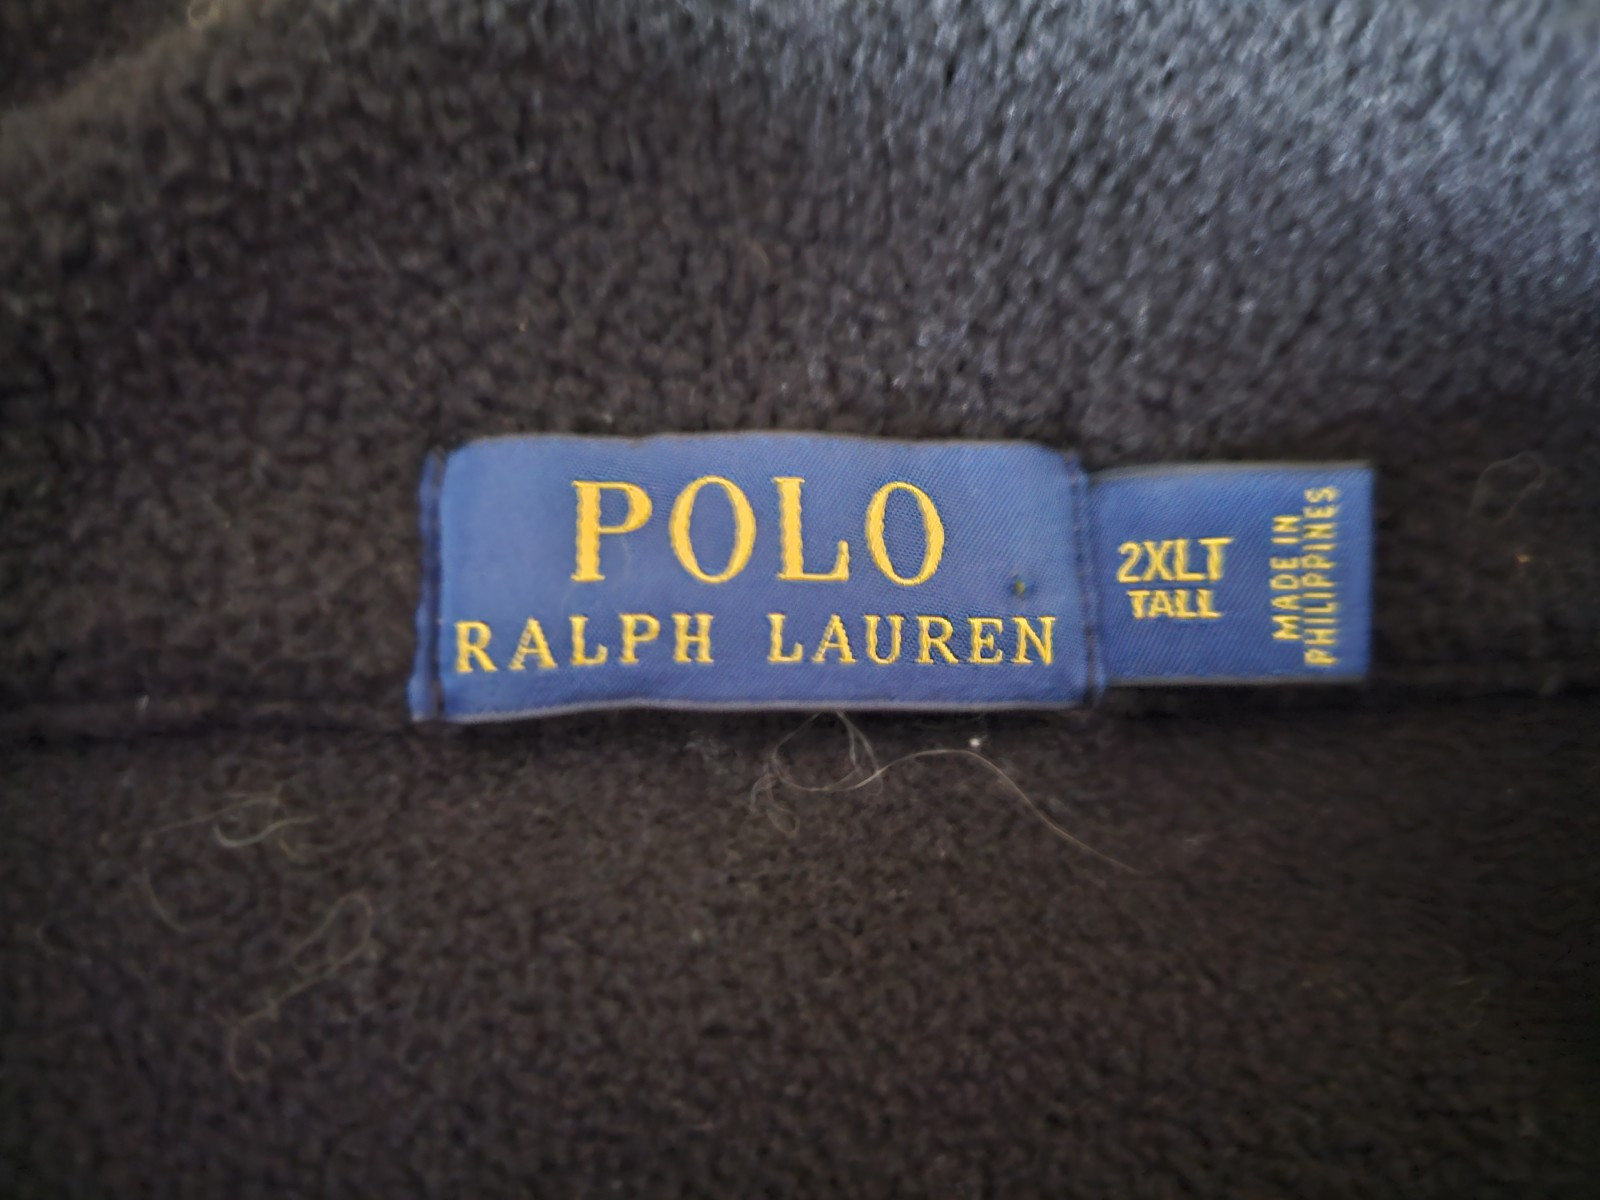 POLO
RALPH LAUREN
2XLT
TALL
MADE IN
PHILIPPINES